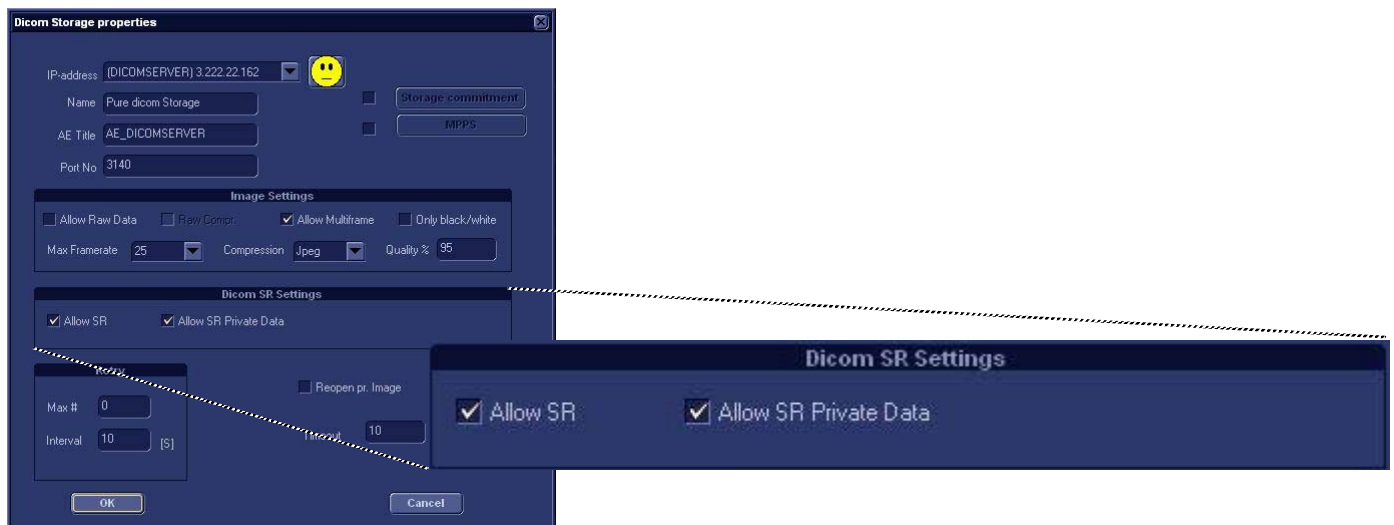 Dicom Storage properties
IP-address (DICOMSERVER) 3.222.22.162
Name Pure dicom Storage
Storage commitment
AE Title AE_DICOMSERVER
MPPS
Port No 3140
Image Settings
Allow Raw Data Raw Compr. Allow Multiframe Only black/white
Max Framerate 25 Compression Jpeg Quality % 95
Dicom SR Settings
Allow SR Allow SR Private Data
Retry
Max # 0
Reopen pr. Image
Interval 10 [S]
Timeout 10
OK Cancel
Dicom SR Settings
Allow SR Allow SR Private Data